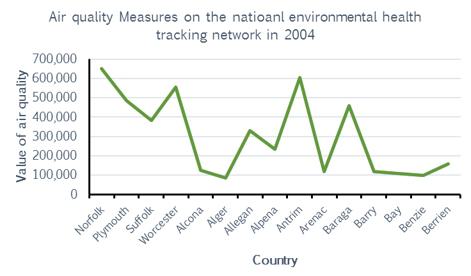 Air quality Measures on the natioanl environmental health
tracking network in 2004
Value of air quality
700,000
600,000
500,000
400,000
300,000
200,000
100,000
0
Norfolk
Plymouth
Suffolk
Worcester
Alcona
Alger
Allegan
Alpena
Antrim
Arenac
Baraga
Barry
Bay
Benzie
Berrien
Country